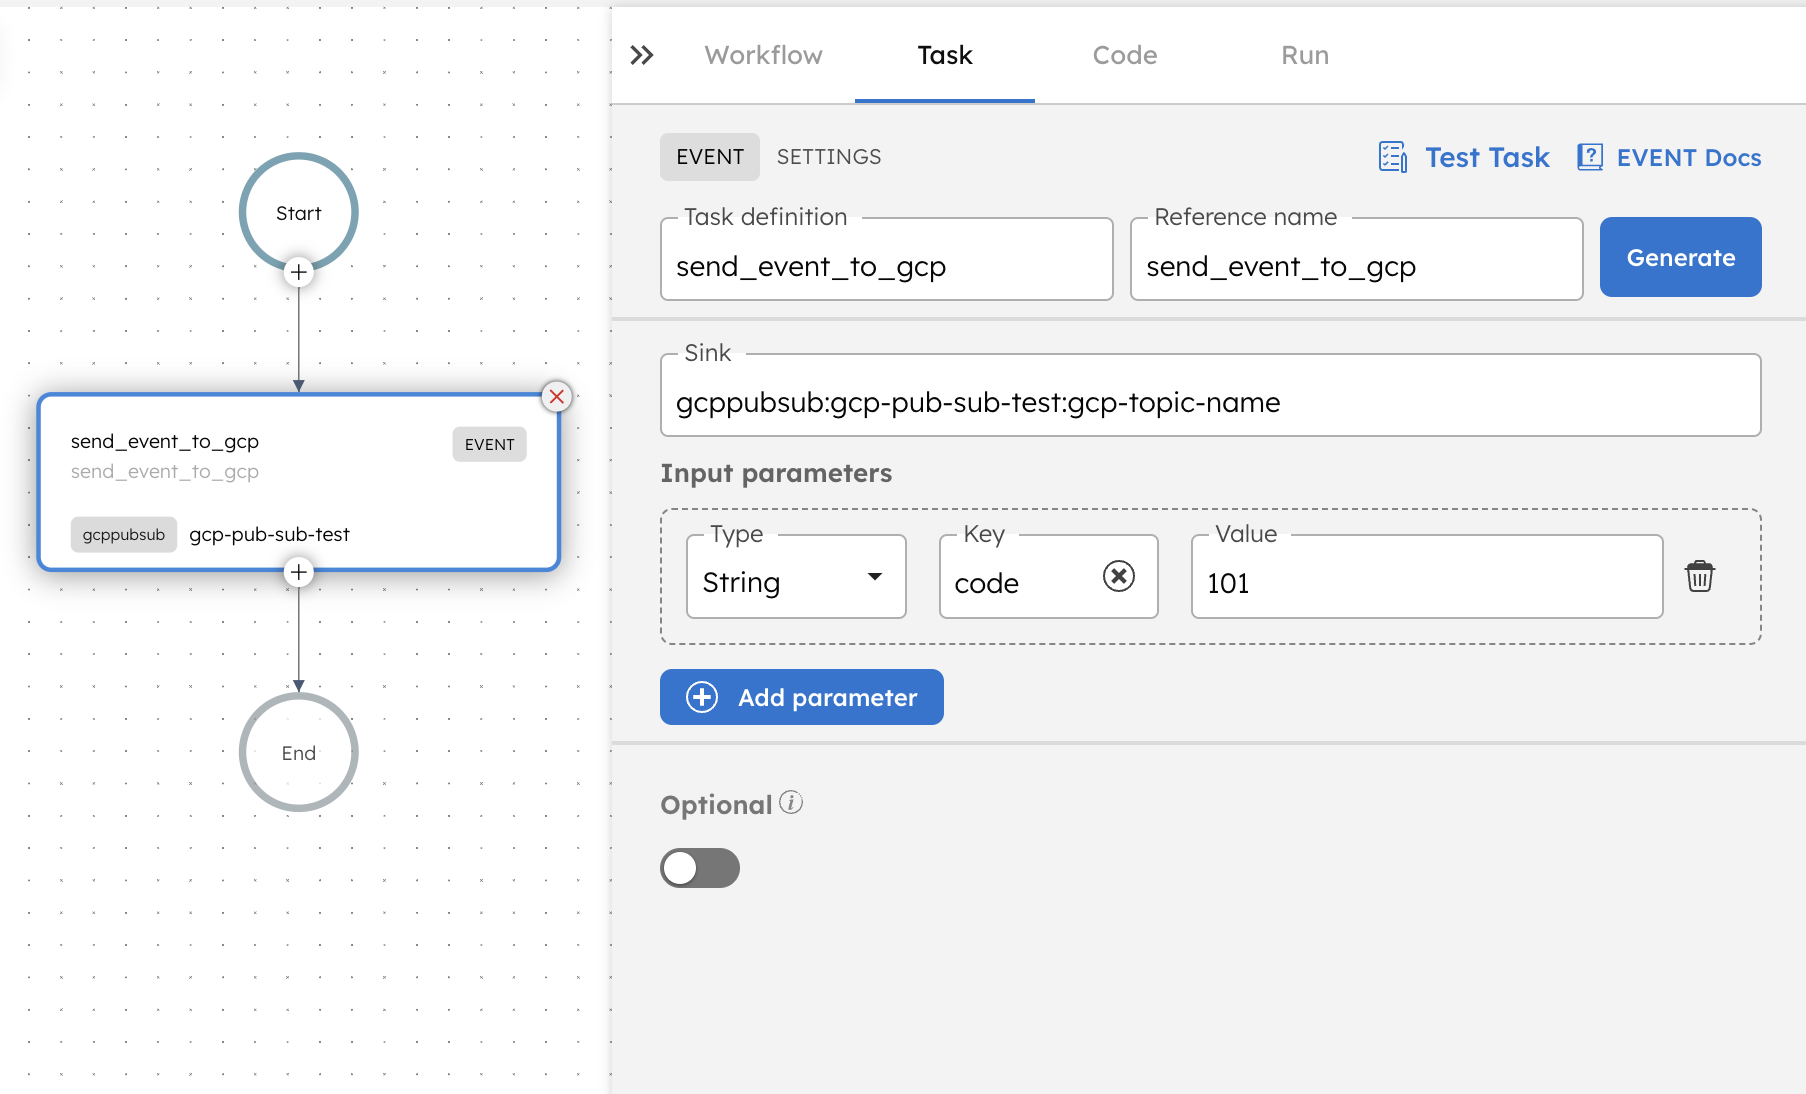 Start
send_event_to_gcp
EVENT
send_event_to_gcp
gcppubsub gcp-pub-sub-test
End
Workflow Task Code Run
EVENT SETTINGS Test Task EVENT Docs
Task definition
send_event_to_gcp
Reference name
send_event_to_gcp
Generate
Sink
gcppubsub:gcp-pub-sub-test:gcp-topic-name
Input parameters
Type
String
Key
code
Value
101
Add parameter
Optional